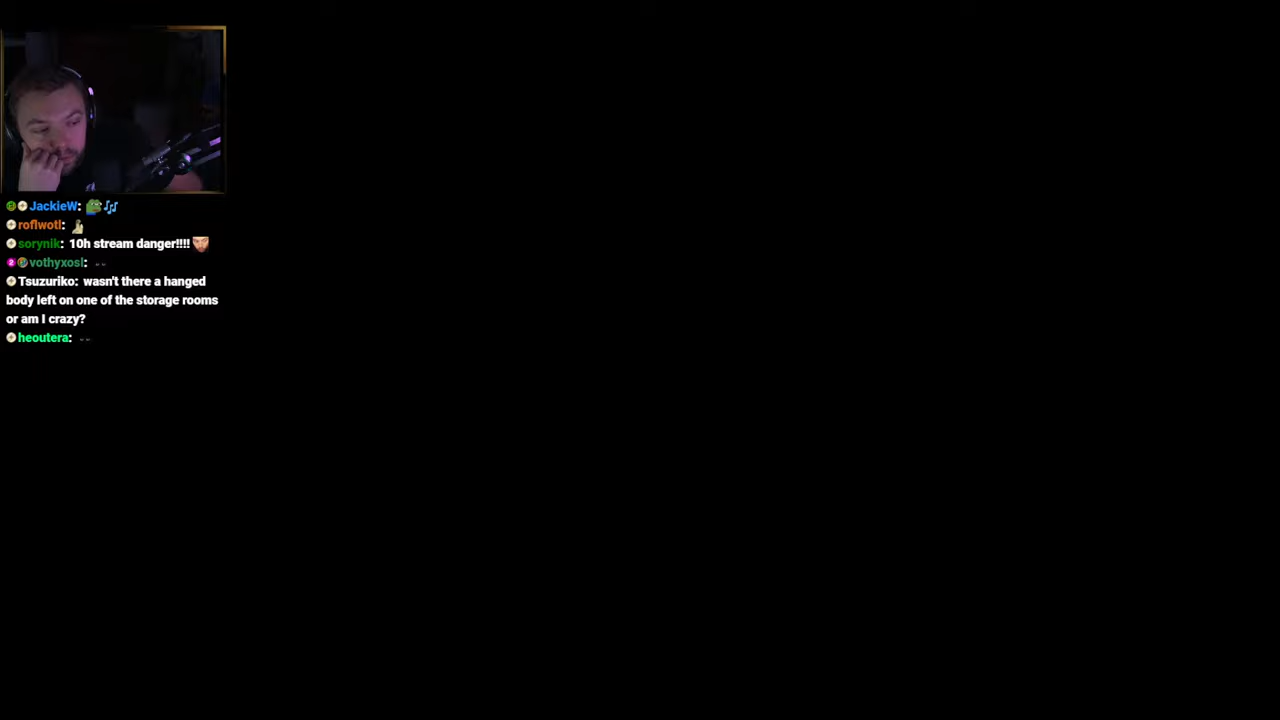 JackieW:
roflwotl:
sorynik: 10h stream danger!!!!
vothyxosl:
Tsuzuriko: wasn't there a hanged
body left on one of the storage rooms
or am I crazy?
heoutera: